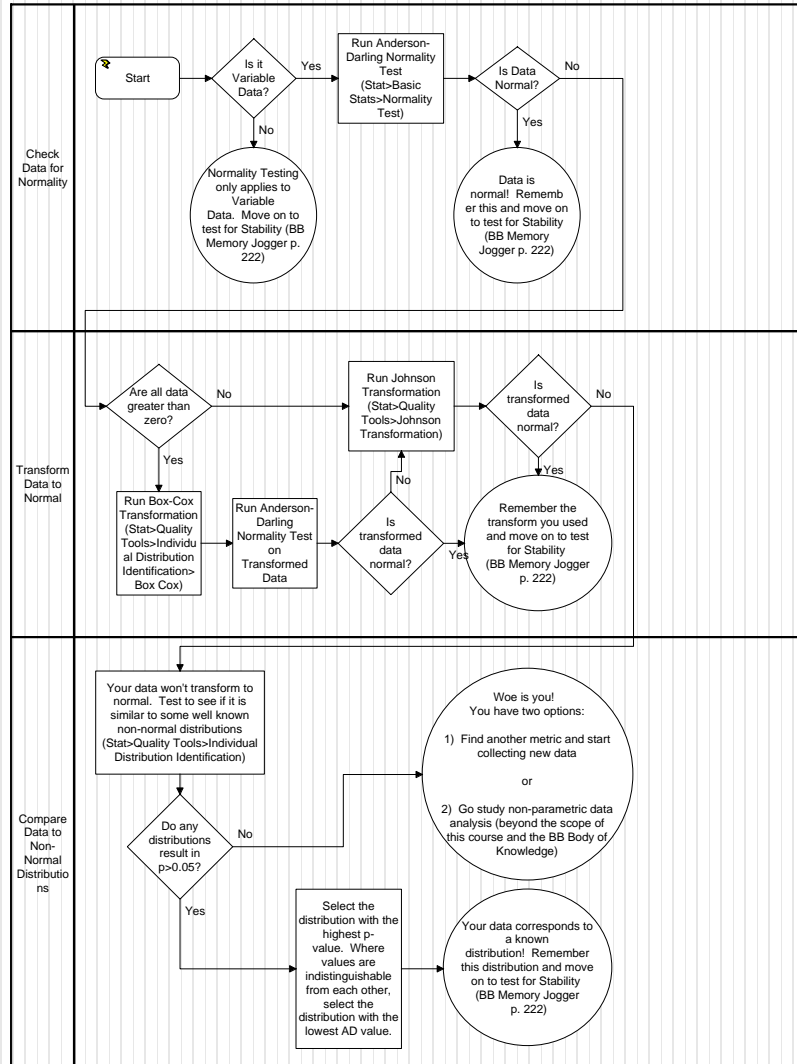 Check
Data for
Normality
Start
Is it
Variable
Data?
Yes
No
Run Anderson-
Darling Normality
Test
(Stat>Basic
Stats>Normality
Test)
Is Data
Normal?
No
Yes
Normality Testing
only applies to
Variable
Data. Move on to
test for Stability (BB
Memory Jogger p.
222)
Data is
normal! Rememb
er this and move on
to test for Stability
(BB Memory
Jogger p. 222)
Transform
Data to
Normal
Are all data
greater than
zero?
No
Yes
Run Johnson
Transformation
(Stat>Quality
Tools>Johnson
Transformation)
Is
transformed
data
normal?
No
Yes
Run Box-Cox
Transformation
(Stat>Quality
Tools>Individu
al Distribution
Identification>
Box Cox)
Run Anderson-
Darling
Normality Test
on
Transformed
Data
Is
transformed
data
normal?
No
Yes
Remember the
transform you used
and move on to test
for Stability
(BB Memory Jogger
p. 222)
Compare
Data to
Non-
Normal
Distributio
ns
Your data won't transform to
normal. Test to see if it is
similar to some well known
non-normal distributions
(Stat>Quality Tools>Individual
Distribution Identification)
Do any
distributions
result in
p>0.05?
No
Yes
Woe is you!
You have two options:
1) Find another metric and start
collecting new data
or
2) Go study non-parametric data
analysis (beyond the scope of
this course and the BB Body of
Knowledge)
Select the
distribution with the
highest p-
value. Where
values are
indistinguishable
from each other,
select the
distribution with the
lowest AD value.
Your data corresponds to
a known
distribution! Remember
this distribution and move
on to test for Stability
(BB Memory Jogger
p. 222)